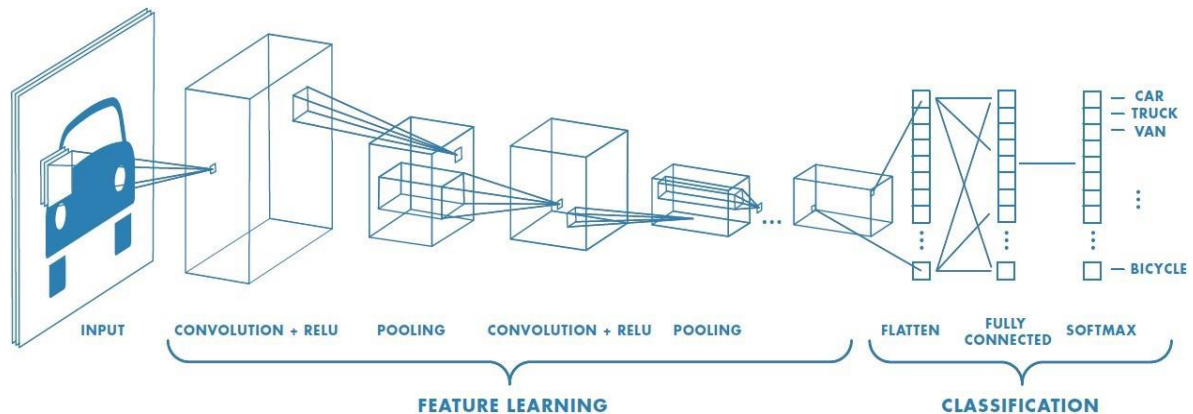 CAR
TRUCK
VAN
BICYCLE
INPUT
CONVOLUTION + RELU
POOLING
CONVOLUTION + RELU
POOLING
FLATTEN
FULLY
CONNECTED
SOFTMAX
FEATURE LEARNING
CLASSIFICATION